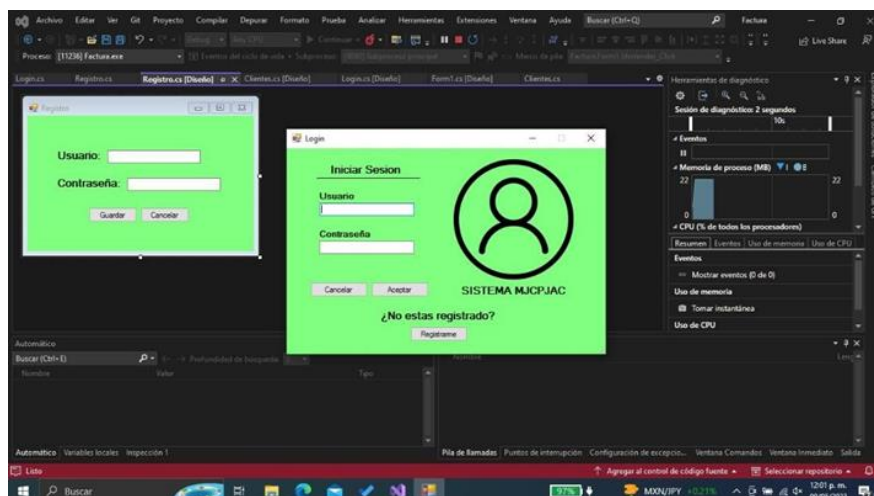 Archivo Editar Ver Git Proyecto Compilar Depurar Formato Prueba Analizar Herramientas Extensiones Ventana Ayuda Buscar (Ctrl+Q) Factura
Live Share
Proceso: [11236] Factura.exe
Login.cs Registro.cs Registro.cs [Diseño] Clientes.cs [Diseño] Login.cs [Diseño] Form1.cs [Diseño] Clientes.cs
Herramientas de diagnóstico
Sesión de diagnóstico: 2 segundos
10s
Eventos
Memoria de proceso (MB)
22 22
0 0
CPU (% de todos los procesadores)
Resumen Eventos Uso de memoria Uso de CPU
Eventos
Mostrar eventos (0 de 0)
Uso de memoria
Tomar instantánea
Uso de CPU
Registro
Usuario:
Contraseña:
Guardar Cancelar
Login
Iniciar Sesion
Usuario
Contraseña
Cancelar Aceptar
SISTEMA MJCPJAC
¿No estas registrado?
Registrarme
Automático
Buscar (Ctrl+E) Profundidad de búsqueda:
Nombre Valor Tipo
Nombre
Automático Variables locales Inspección 1
Pila de llamadas Puntos de interrupción Configuración de excepcio... Ventana Comandos Ventana Inmediato Salida
Listo
Agregar al control de código fuente Seleccionar repositorio
Buscar
97%
MXN/JPY +0.21%
12:01 p. m.